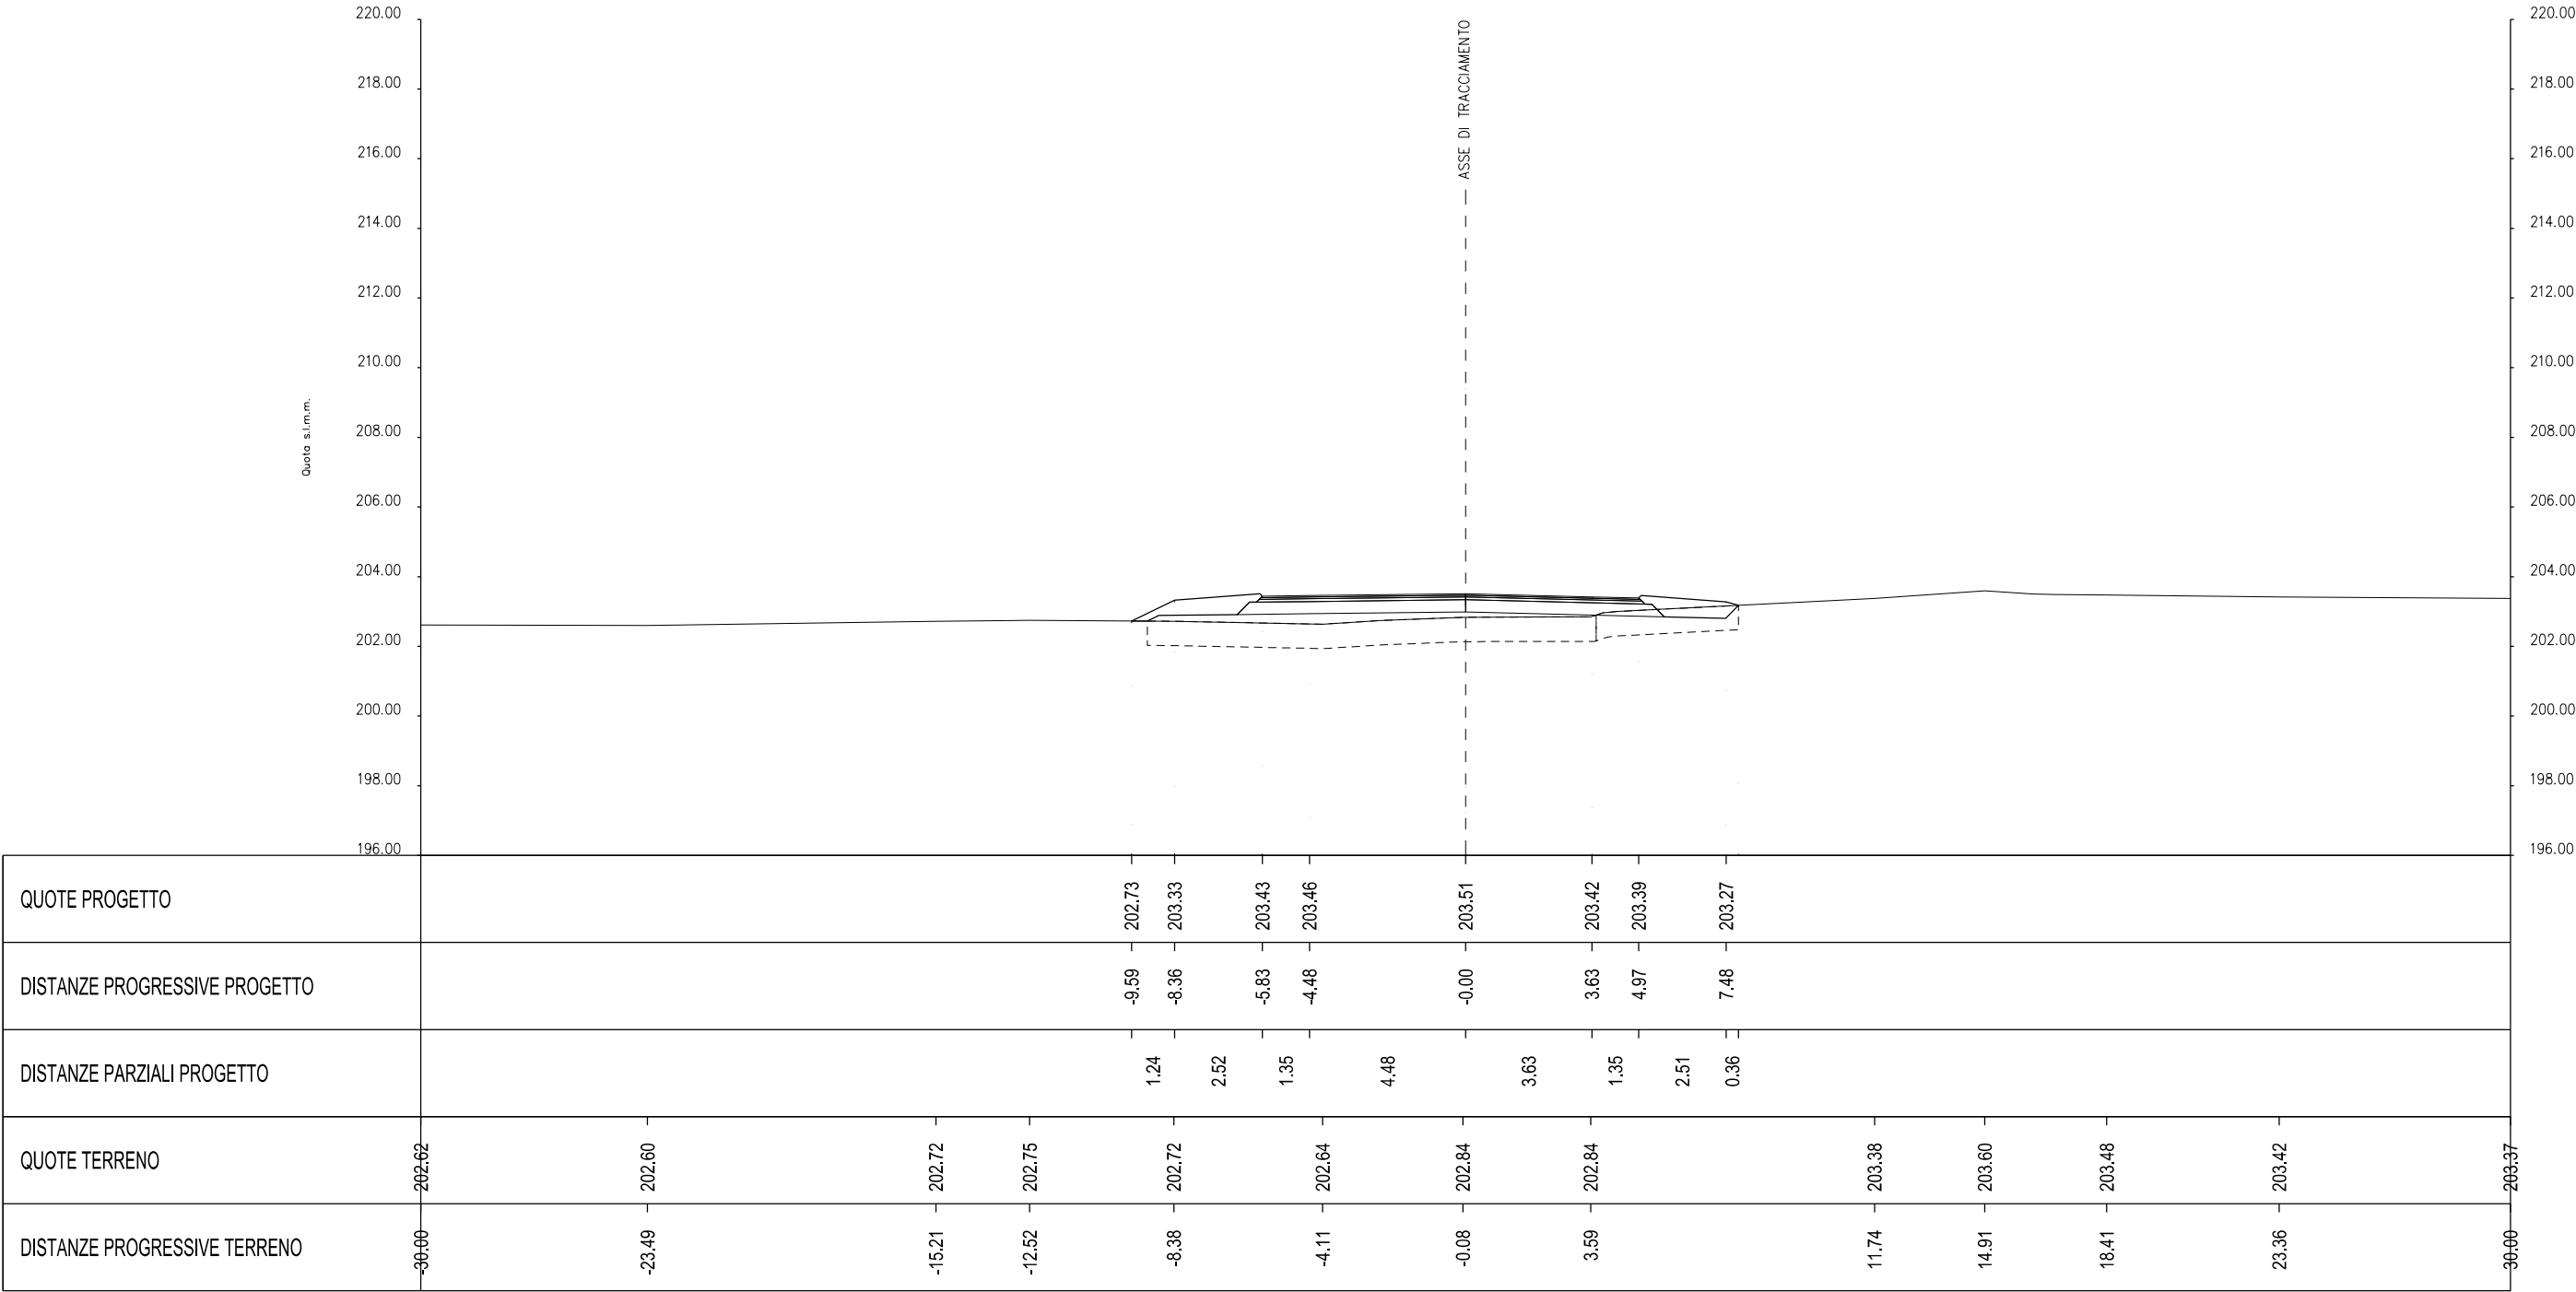 ASSE DI TRACCIAMENTO
Quota s.l.m.m.
220.00 220.00
218.00 218.00
216.00 216.00
214.00 214.00
212.00 212.00
210.00 210.00
208.00 208.00
206.00 206.00
204.00 204.00
202.00 202.00
200.00 200.00
198.00 198.00
196.00 196.00
QUOTE PROGETTO 202.73 203.33 203.43 203.46 203.51 203.42 203.39 203.27
DISTANZE PROGRESSIVE PROGETTO -9.59 -8.36 -5.83 -4.48 -0.00 3.63 4.97 7.48
DISTANZE PARZIALI PROGETTO 1.24 2.52 1.35 4.48 3.63 1.35 2.51 0.36
QUOTE TERRENO 202.62 202.60 202.72 202.75 202.72 202.64 202.84 202.84 203.38 203.60 203.48 203.42 203.37
DISTANZE PROGRESSIVE TERRENO -30.00 -23.49 -15.21 -12.52 -8.38 -4.11 -0.08 3.59 11.74 14.91 18.41 23.36 30.00